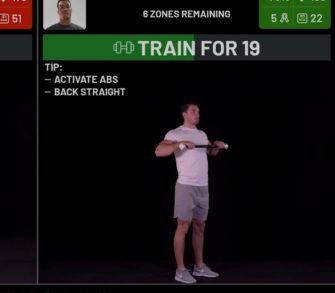 51
6 ZONES REMAINING
5 22
TRAIN FOR 19
TIP:
— ACTIVATE ABS
— BACK STRAIGHT